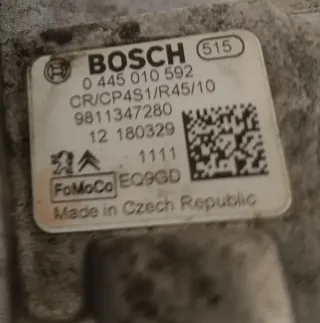 BOSCH 515
0 445 010 592
CR/CP4S1/R45/10
9811347280
12 180329
1111
FoMoCo EQ9GD
Made in Czech Republic